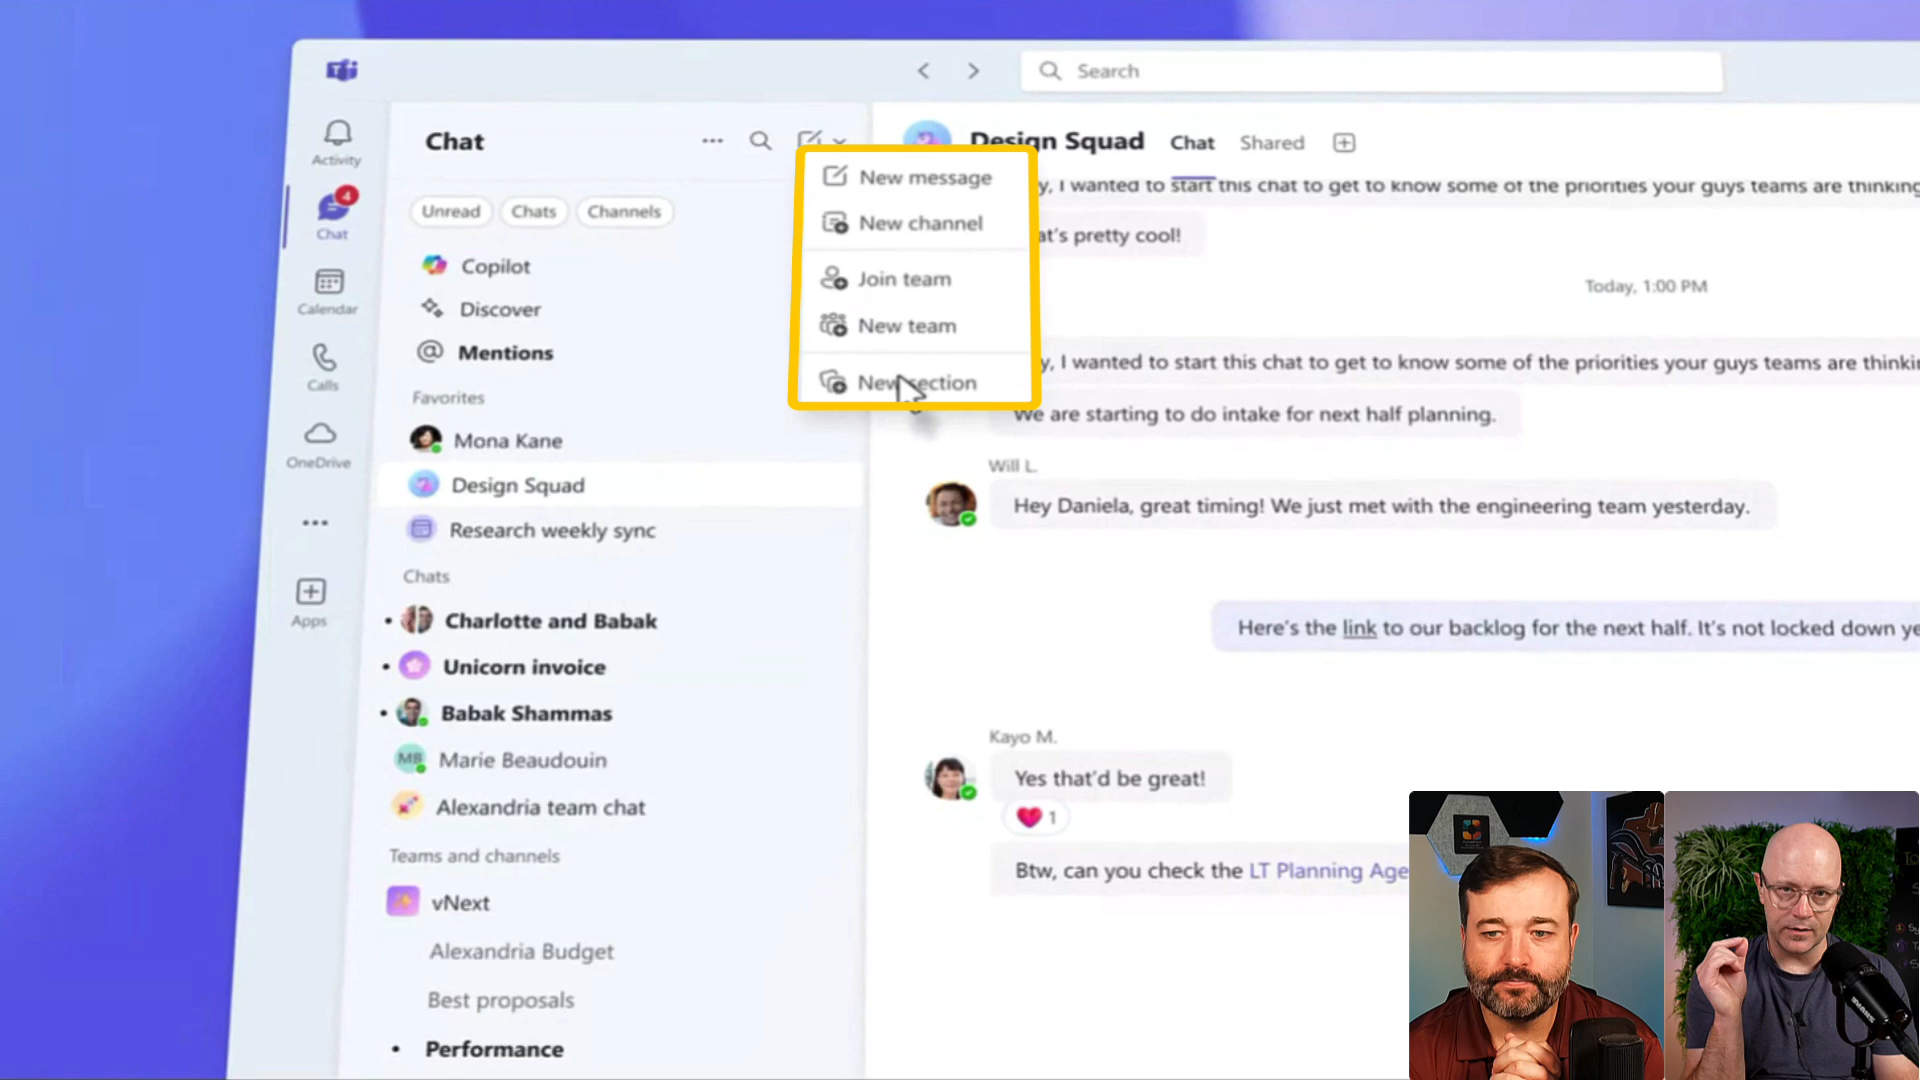 Search
Activity
4
Chat
Calendar
Calls
OneDrive
Apps
Chat
Unread
Chats
Channels
Copilot
Discover
Mentions
Favorites
Mona Kane
Design Squad
Research weekly sync
Chats
Charlotte and Babak
Unicorn invoice
Babak Shammas
MB
Marie Beaudouin
Alexandria team chat
Teams and channels
vNext
Alexandria Budget
Best proposals
Performance
New message
New channel
Join team
New team
New section
Design Squad
Chat
Shared
y, I wanted to start this chat to get to know some of the priorities your guys teams are thinking
at's pretty cool!
Today, 1:00 PM
y, I wanted to start this chat to get to know some of the priorities your guys teams are thinkin
We are starting to do intake for next half planning.
Will L.
Hey Daniela, great timing! We just met with the engineering team yesterday.
Here's the link to our backlog for the next half. It's not locked down ye
Kayo M.
Yes that'd be great!
1
Btw, can you check the LT Planning Age